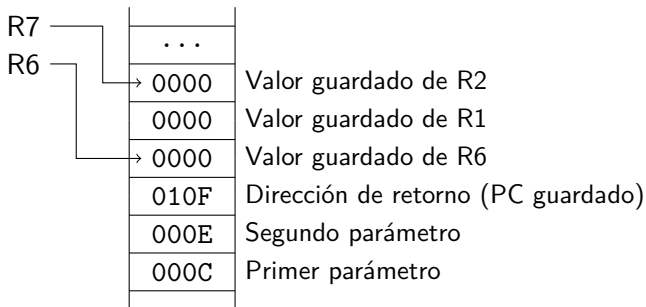 R7
...
R6
0000 Valor guardado de R2
0000 Valor guardado de R1
0000 Valor guardado de R6
010F Dirección de retorno (PC guardado)
000E Segundo parámetro
000C Primer parámetro